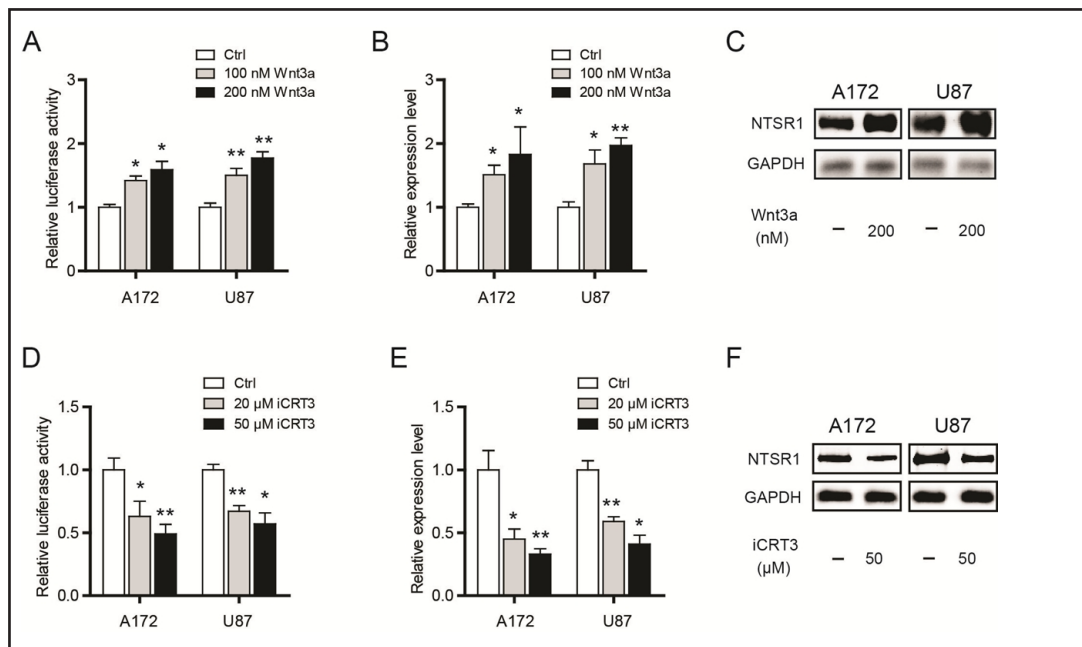 A
Ctrl
100 nM Wnt3a
200 nM Wnt3a
Relative luciferase activity
3
2
1
0
* * ** **
A172 U87
B
Ctrl
100 nM Wnt3a
200 nM Wnt3a
Relative expression level
3
2
1
0
* * * **
A172 U87
C
A172 U87
NTSR1
GAPDH
Wnt3a
(nM)
– 200 – 200
D
Ctrl
20 µM iCRT3
50 µM iCRT3
Relative luciferase activity
1.5
1.0
0.5
0.0
* ** ** *
A172 U87
E
Ctrl
20 µM iCRT3
50 µM iCRT3
Relative expression level
1.5
1.0
0.5
0.0
* ** ** *
A172 U87
F
A172 U87
NTSR1
GAPDH
iCRT3
(µM)
– 50 – 50